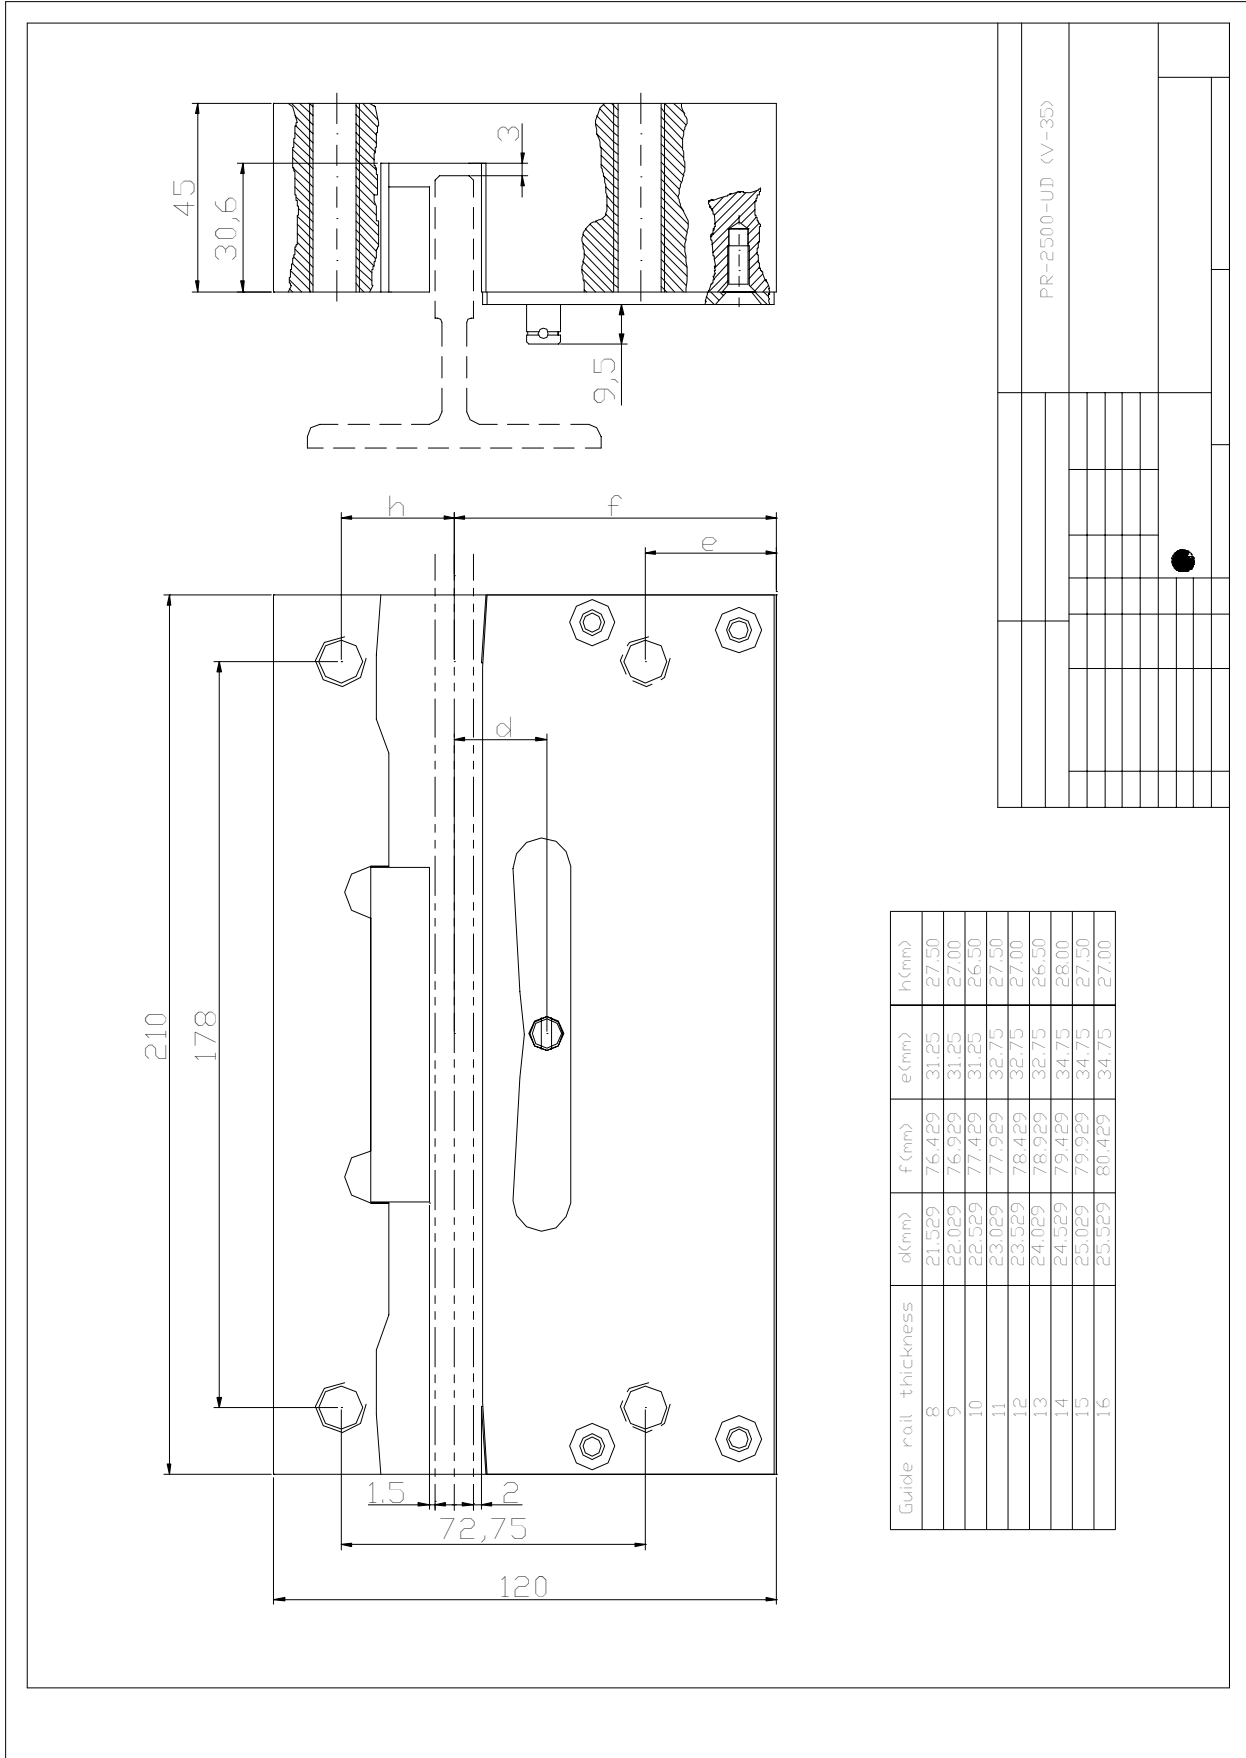 3
45
30,6
9,5
PR-2500-UD (V-35)
h
f
e
d
210
178
1.5
2
72,75
120
Guide rail thickness d(mm) f(mm) e(mm) h(mm)
8 21.529 76.429 31.25 27.50
9 22.029 76.929 31.25 27.00
10 22.529 77.429 31.25 26.50
11 23.029 77.929 32.75 27.50
12 23.529 78.429 32.75 27.00
13 24.029 78.929 32.75 26.50
14 24.529 79.429 34.75 28.00
15 25.029 79.929 34.75 27.50
16 25.529 80.429 34.75 27.00